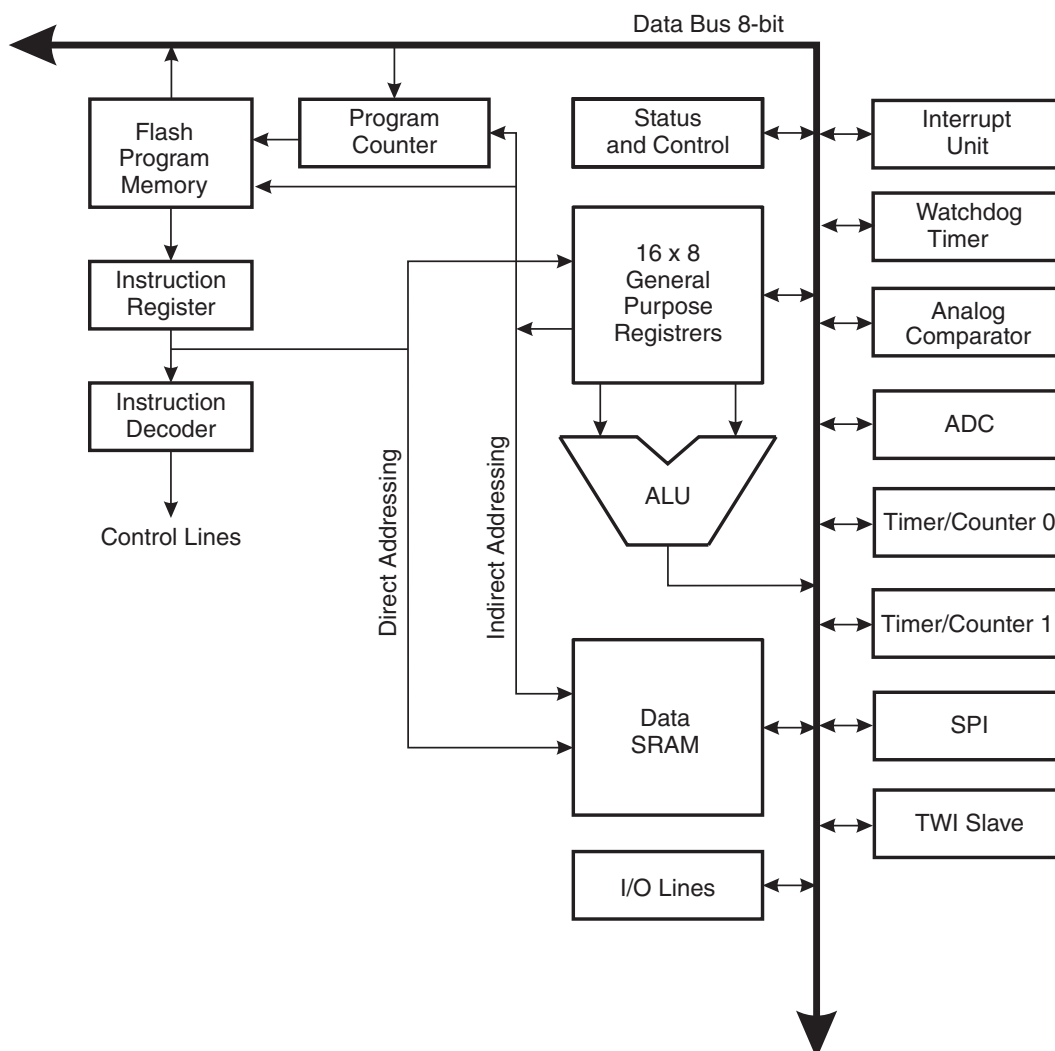 Data Bus 8-bit
Flash
Program
Memory
Program
Counter
Status
and Control
Interrupt
Unit
16 x 8
General
Purpose
Registrers
Watchdog
Timer
Instruction
Register
Analog
Comparator
Instruction
Decoder
ADC
Control Lines
Direct Addressing
Indirect Addressing
ALU
Timer/Counter 0
Timer/Counter 1
Data
SRAM
SPI
TWI Slave
I/O Lines